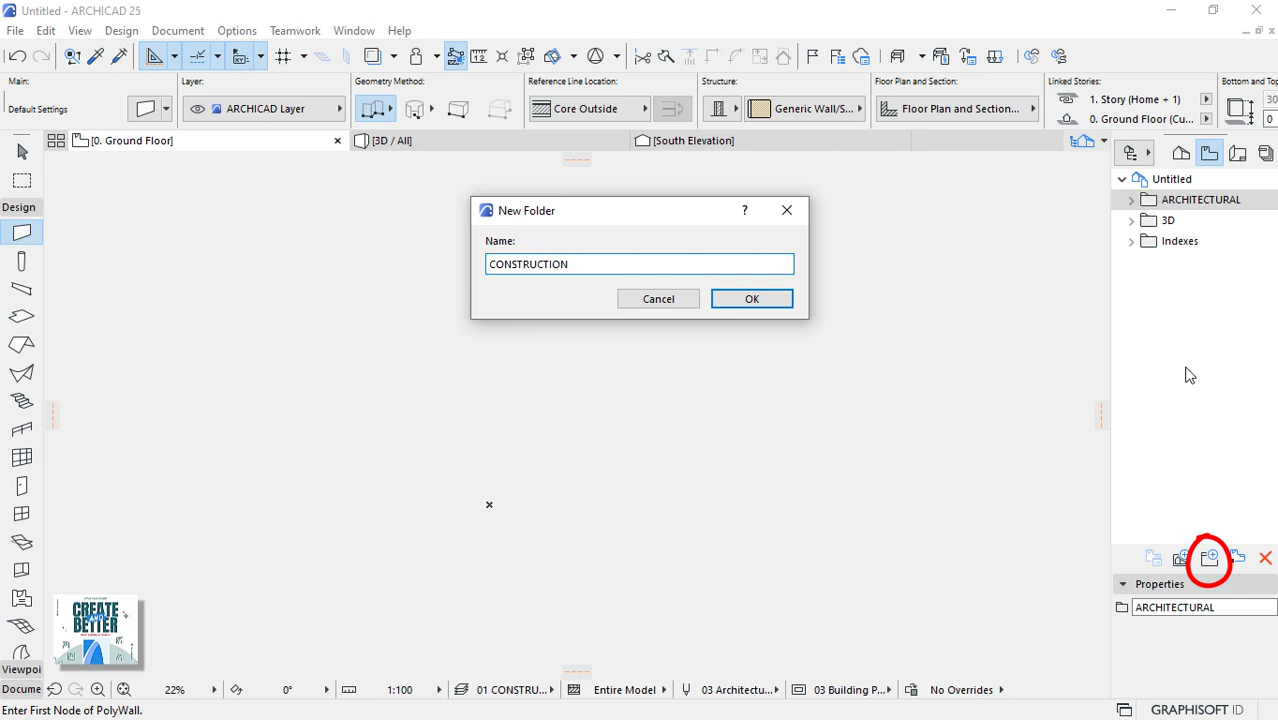 Untitled - ARCHICAD 25
File Edit View Design Document Options Teamwork Window Help
Main:
Layer:
Geometry Method:
Reference Line Location:
Structure:
Floor Plan and Section:
Linked Stories:
Bottom and To
Default Settings
ARCHICAD Layer
Core Outside
Generic Wall/S...
Floor Plan and Section...
1. Story (Home + 1)
0. Ground Floor (Cu...
30
0
[0. Ground Floor]
[3D / All]
[South Elevation]
Design
Untitled
ARCHITECTURAL
3D
Indexes
New Folder
?
Name:
CONSTRUCTION
Cancel
OK
Properties
ARCHITECTURAL
CREATE
BETTER
Viewpoi
Docume
22%
0°
1:100
01 CONSTRU...
Entire Model
03 Architectu...
03 Building P...
No Overrides
Enter First Node of PolyWall.
GRAPHISOFT ID